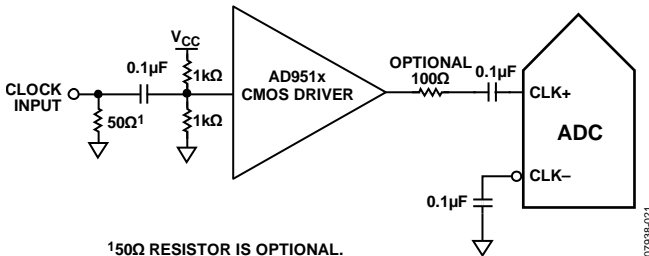 VCC
0.1µF
1kΩ
CLOCK
INPUT
50Ω¹
1kΩ
AD951x
CMOS DRIVER
OPTIONAL
100Ω
0.1µF
CLK+
ADC
CLK–
0.1µF
¹50Ω RESISTOR IS OPTIONAL.
07938-021